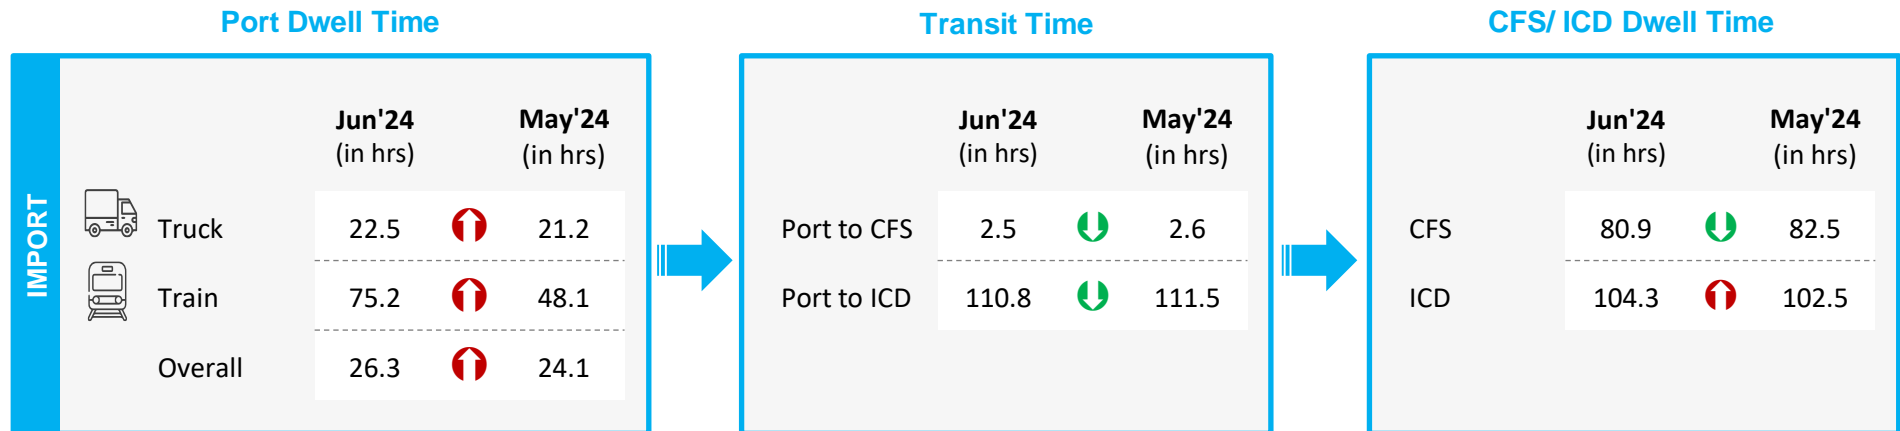 Port Dwell Time
Transit Time
CFS/ ICD Dwell Time
IMPORT
Jun'24 May'24
(in hrs) (in hrs)
Truck 22.5 21.2
Train 75.2 48.1
Overall 26.3 24.1
Jun'24 May'24
(in hrs) (in hrs)
Port to CFS 2.5 2.6
Port to ICD 110.8 111.5
Jun'24 May'24
(in hrs) (in hrs)
CFS 80.9 82.5
ICD 104.3 102.5